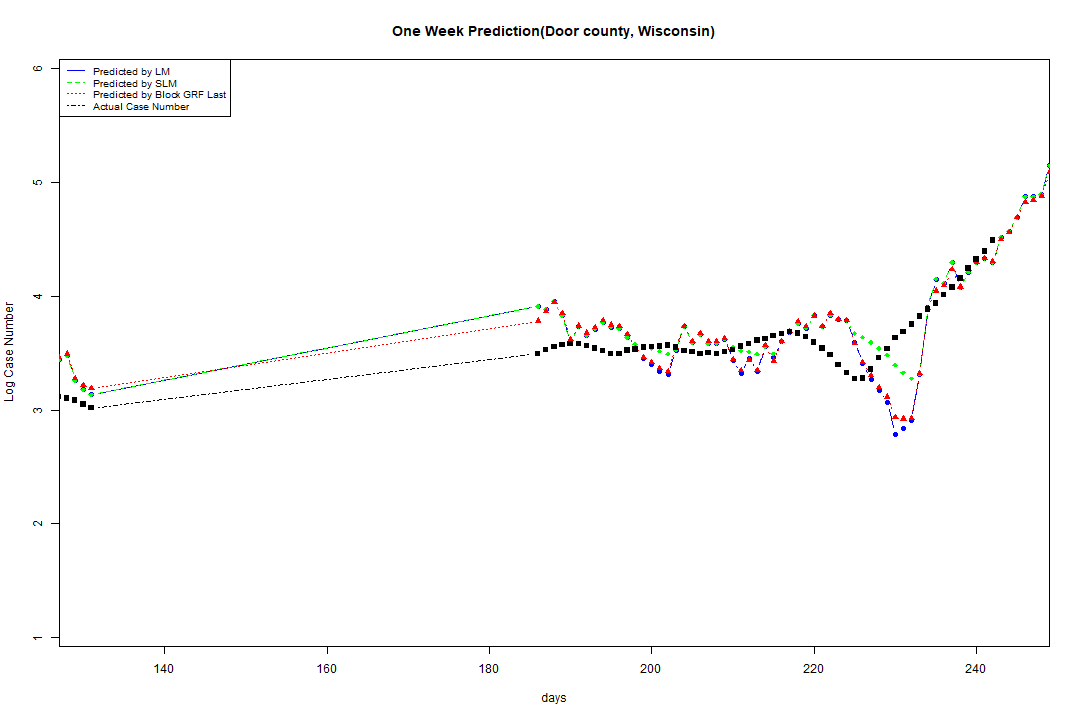 One Week Prediction(Door county, Wisconsin)
Predicted by LM
Predicted by SLM
Predicted by Block GRF Last
Actual Case Number
6
5
4
3
2
1
Log Case Number
140 160 180 200 220 240
days